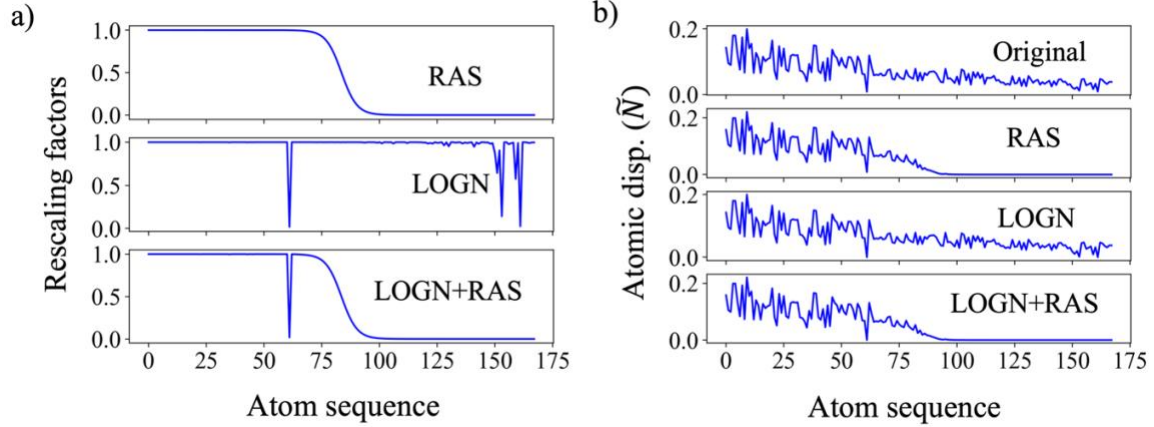 a)
Rescaling factors
1.0
0.5
0.0
RAS
1.0
0.5
0.0
LOGN
1.0
0.5
0.0
LOGN+RAS
0 25 50 75 100 125 150 175
Atom sequence
b)
Atomic disp. (Ñ)
0.2
0.0
Original
0.2
0.0
RAS
0.2
0.0
LOGN
0.2
0.0
LOGN+RAS
0 25 50 75 100 125 150 175
Atom sequence